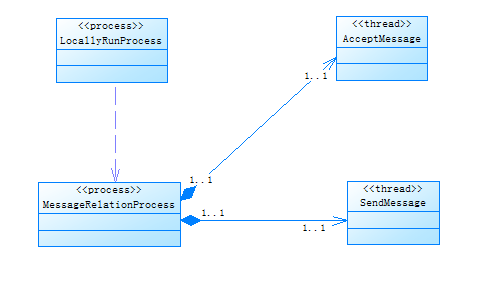 <<process>>
LocallyRunProcess
<<thread>>
AcceptMessage
1..1
1..1
<<process>>
MessageRelationProcess
<<thread>>
SendMessage
1..1
1..1